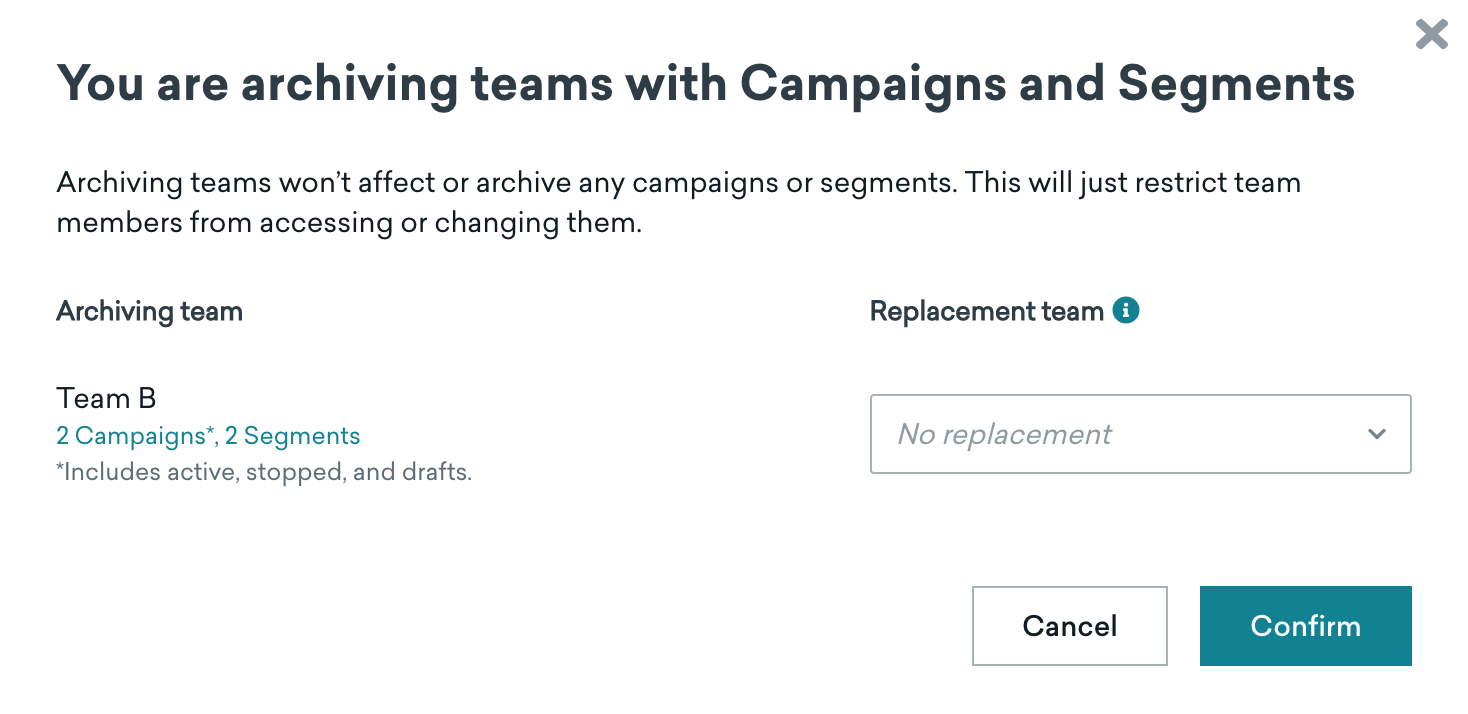 You are archiving teams with Campaigns and Segments
Archiving teams won’t affect or archive any campaigns or segments. This will just restrict team
members from accessing or changing them.
Archiving team
Replacement team
Team B
2 Campaigns*, 2 Segments
*Includes active, stopped, and drafts.
No replacement
Cancel
Confirm